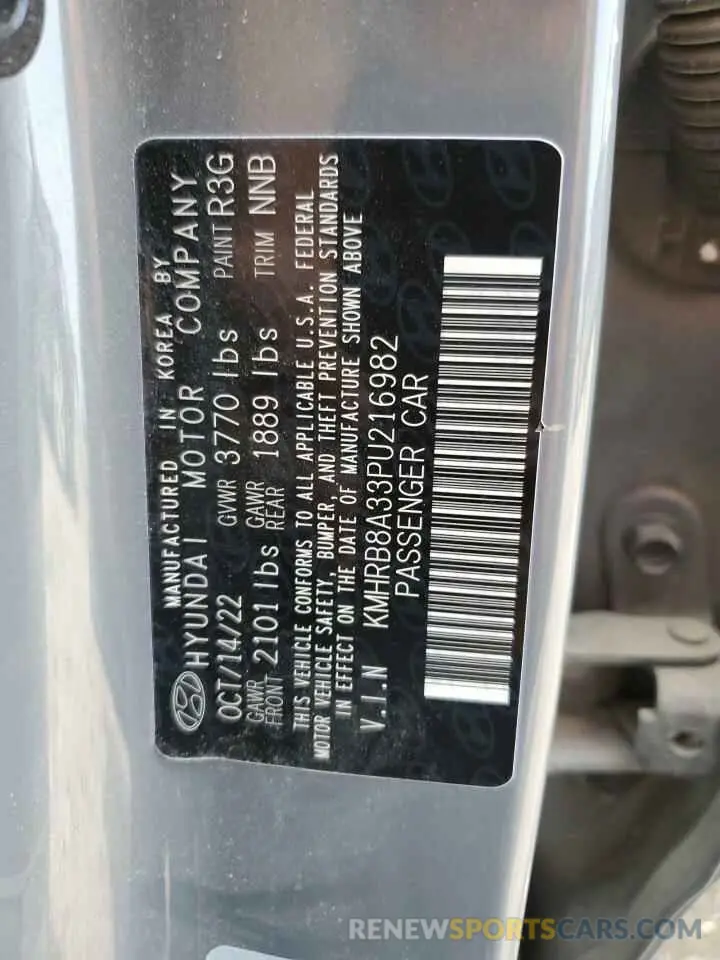 MANUFACTURED IN KOREA BY
HYUNDAI MOTOR COMPANY
OCT/14/22 GVWR 3770 lbs PAINT R3G
GAWR FRONT 2101 lbs GAWR REAR 1889 lbs TRIM NNB
THIS VEHICLE CONFORMS TO ALL APPLICABLE U.S.A. FEDERAL
MOTOR VEHICLE SAFETY, BUMPER, AND THEFT PREVENTION STANDARDS
IN EFFECT ON THE DATE OF MANUFACTURE SHOWN ABOVE
V.I.N KMHRB8A33PU216982
PASSENGER CAR
RENEWSPORTSCARS.COM